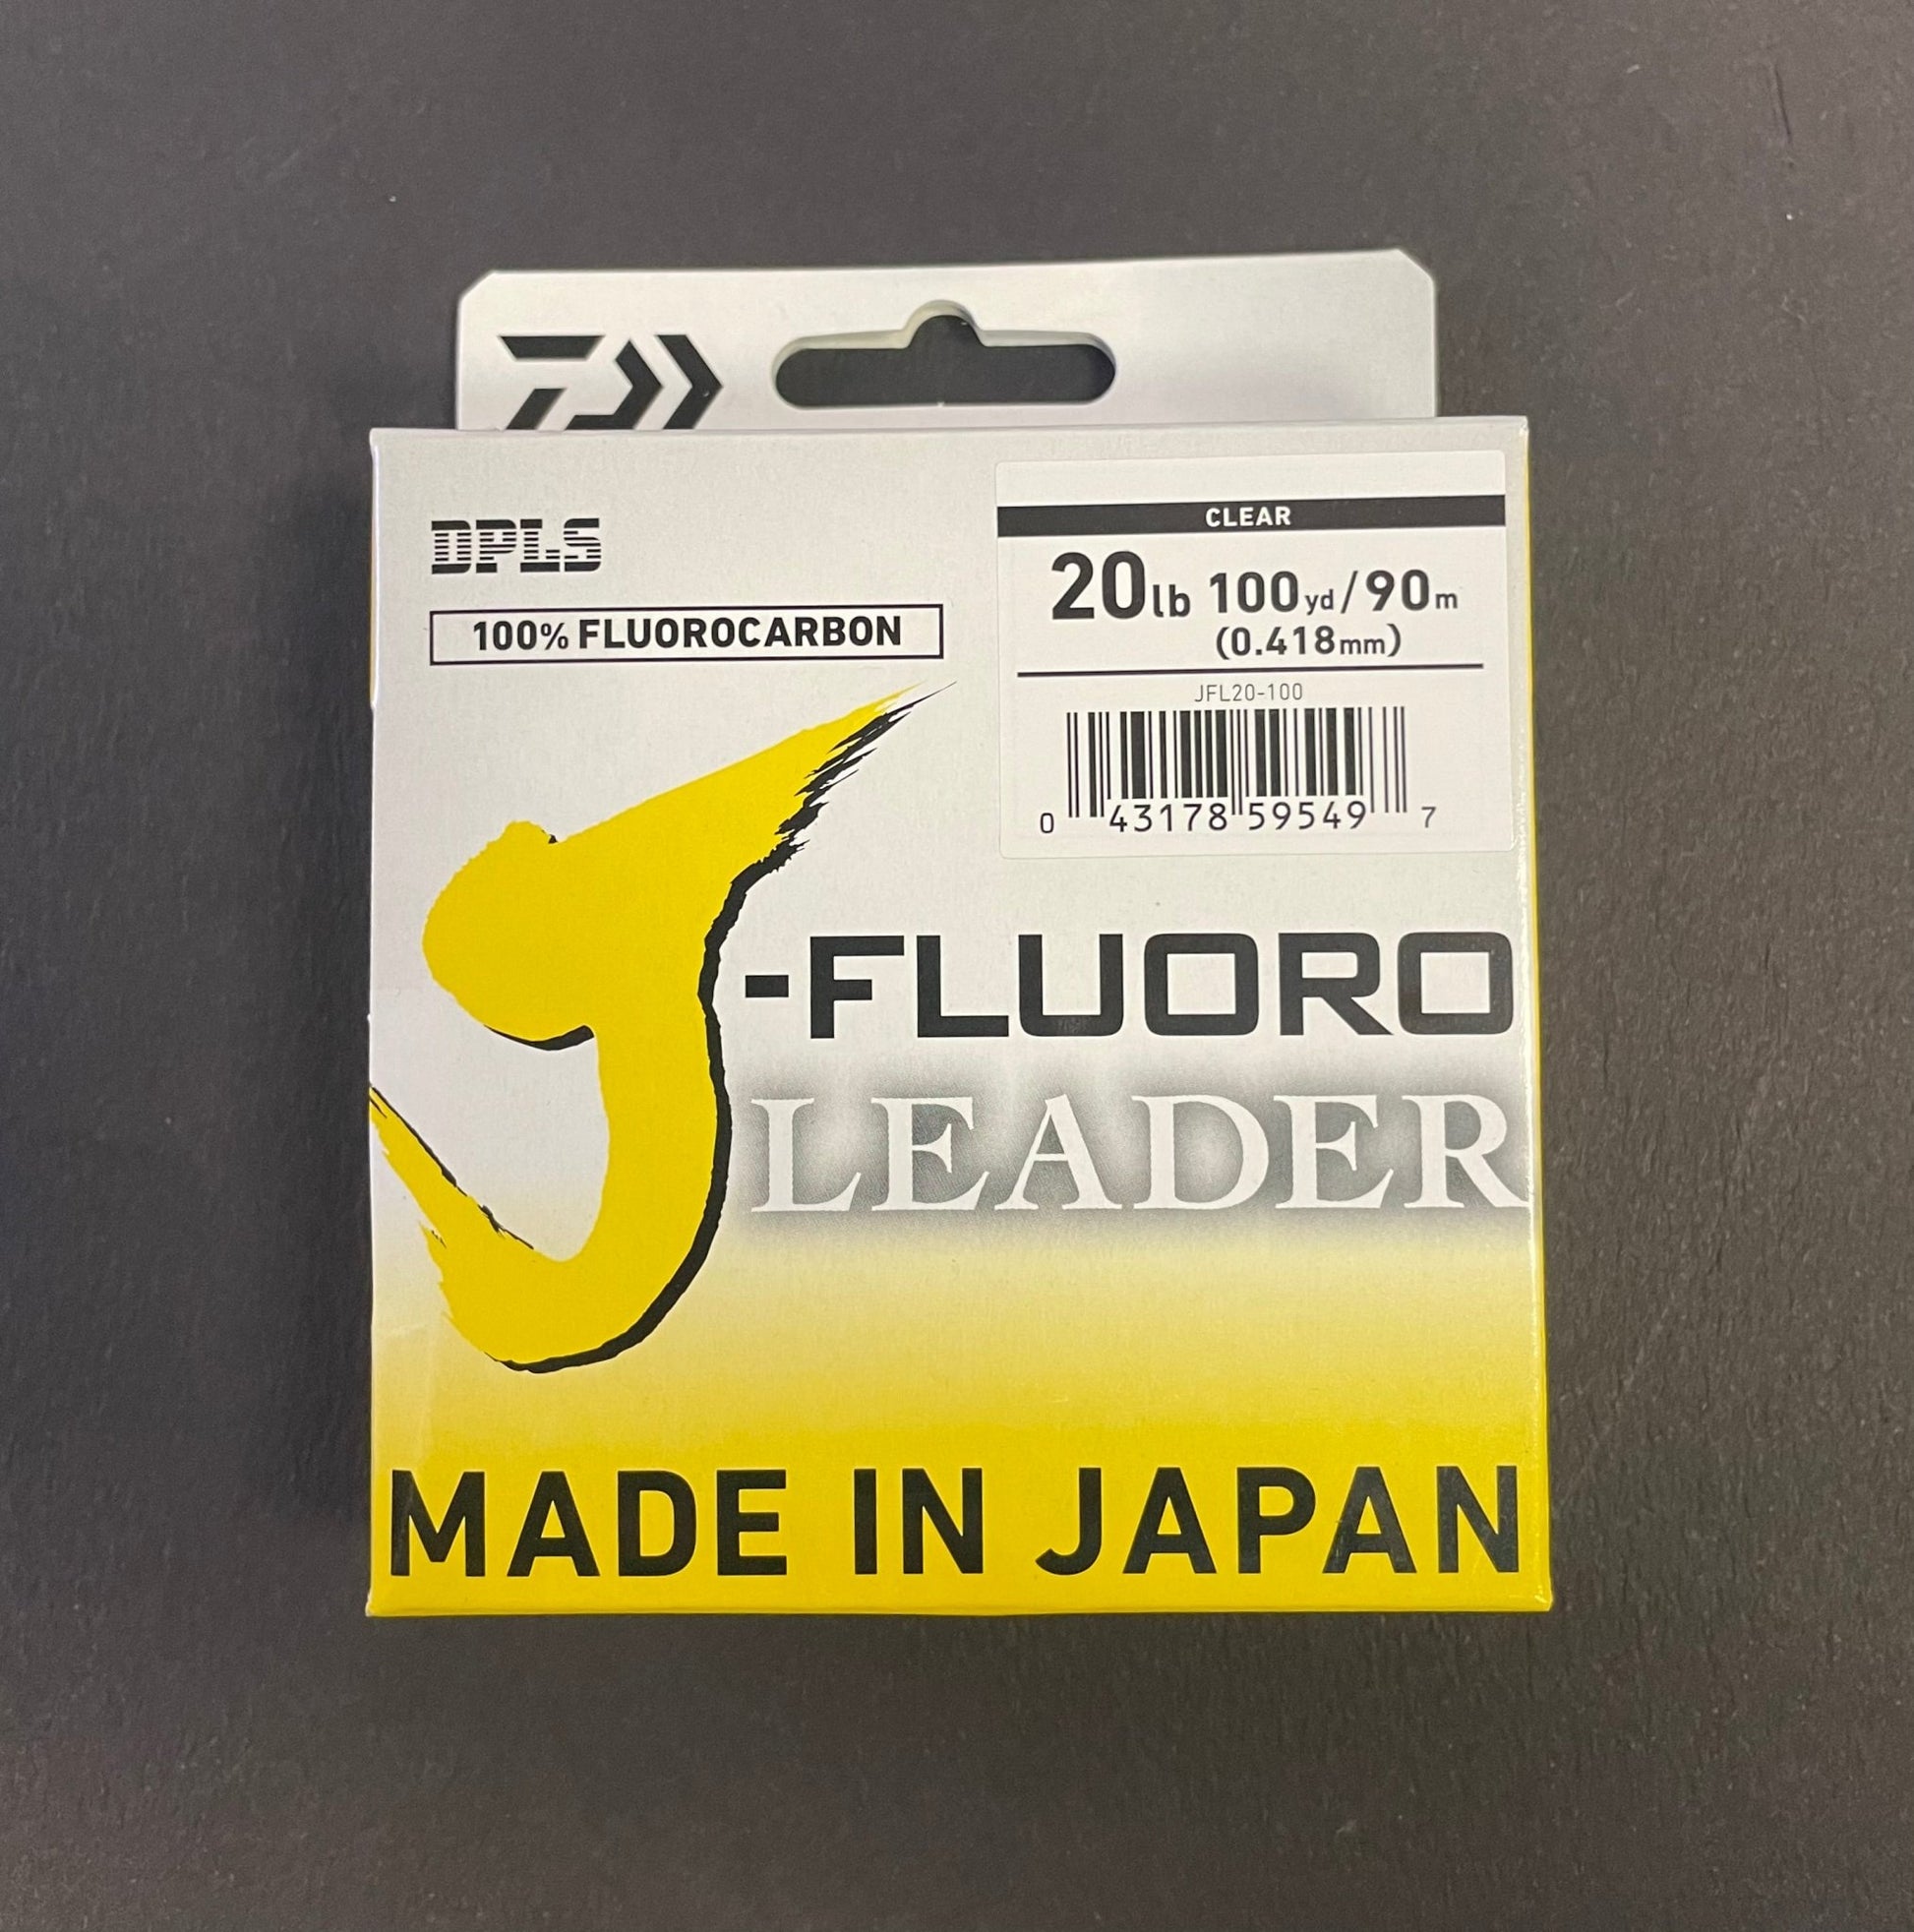 DPLS
100% FLUOROCARBON
CLEAR
20lb 100yd/90m
(0.418mm)
JFL20-100
0 43178 59549 7
J-FLUORO
LEADER
MADE IN JAPAN